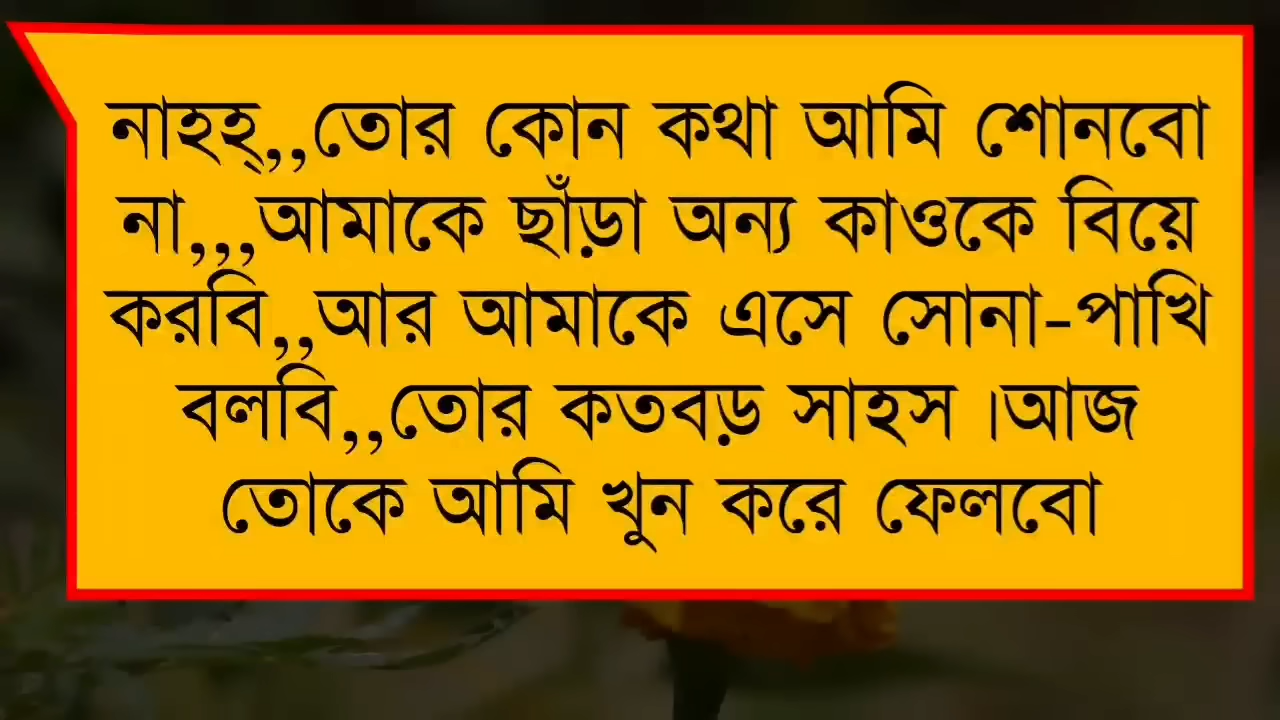 নাহহ্,,তোর কোন কথা আমি শোনবো
না,,,আমাকে ছাঁড়া অন্য কাওকে বিয়ে
করবি,,আর আমাকে এসে সোনা-পাখি
বলবি,,তোর কতবড় সাহস।আজ
তোকে আমি খুন করে ফেলবো